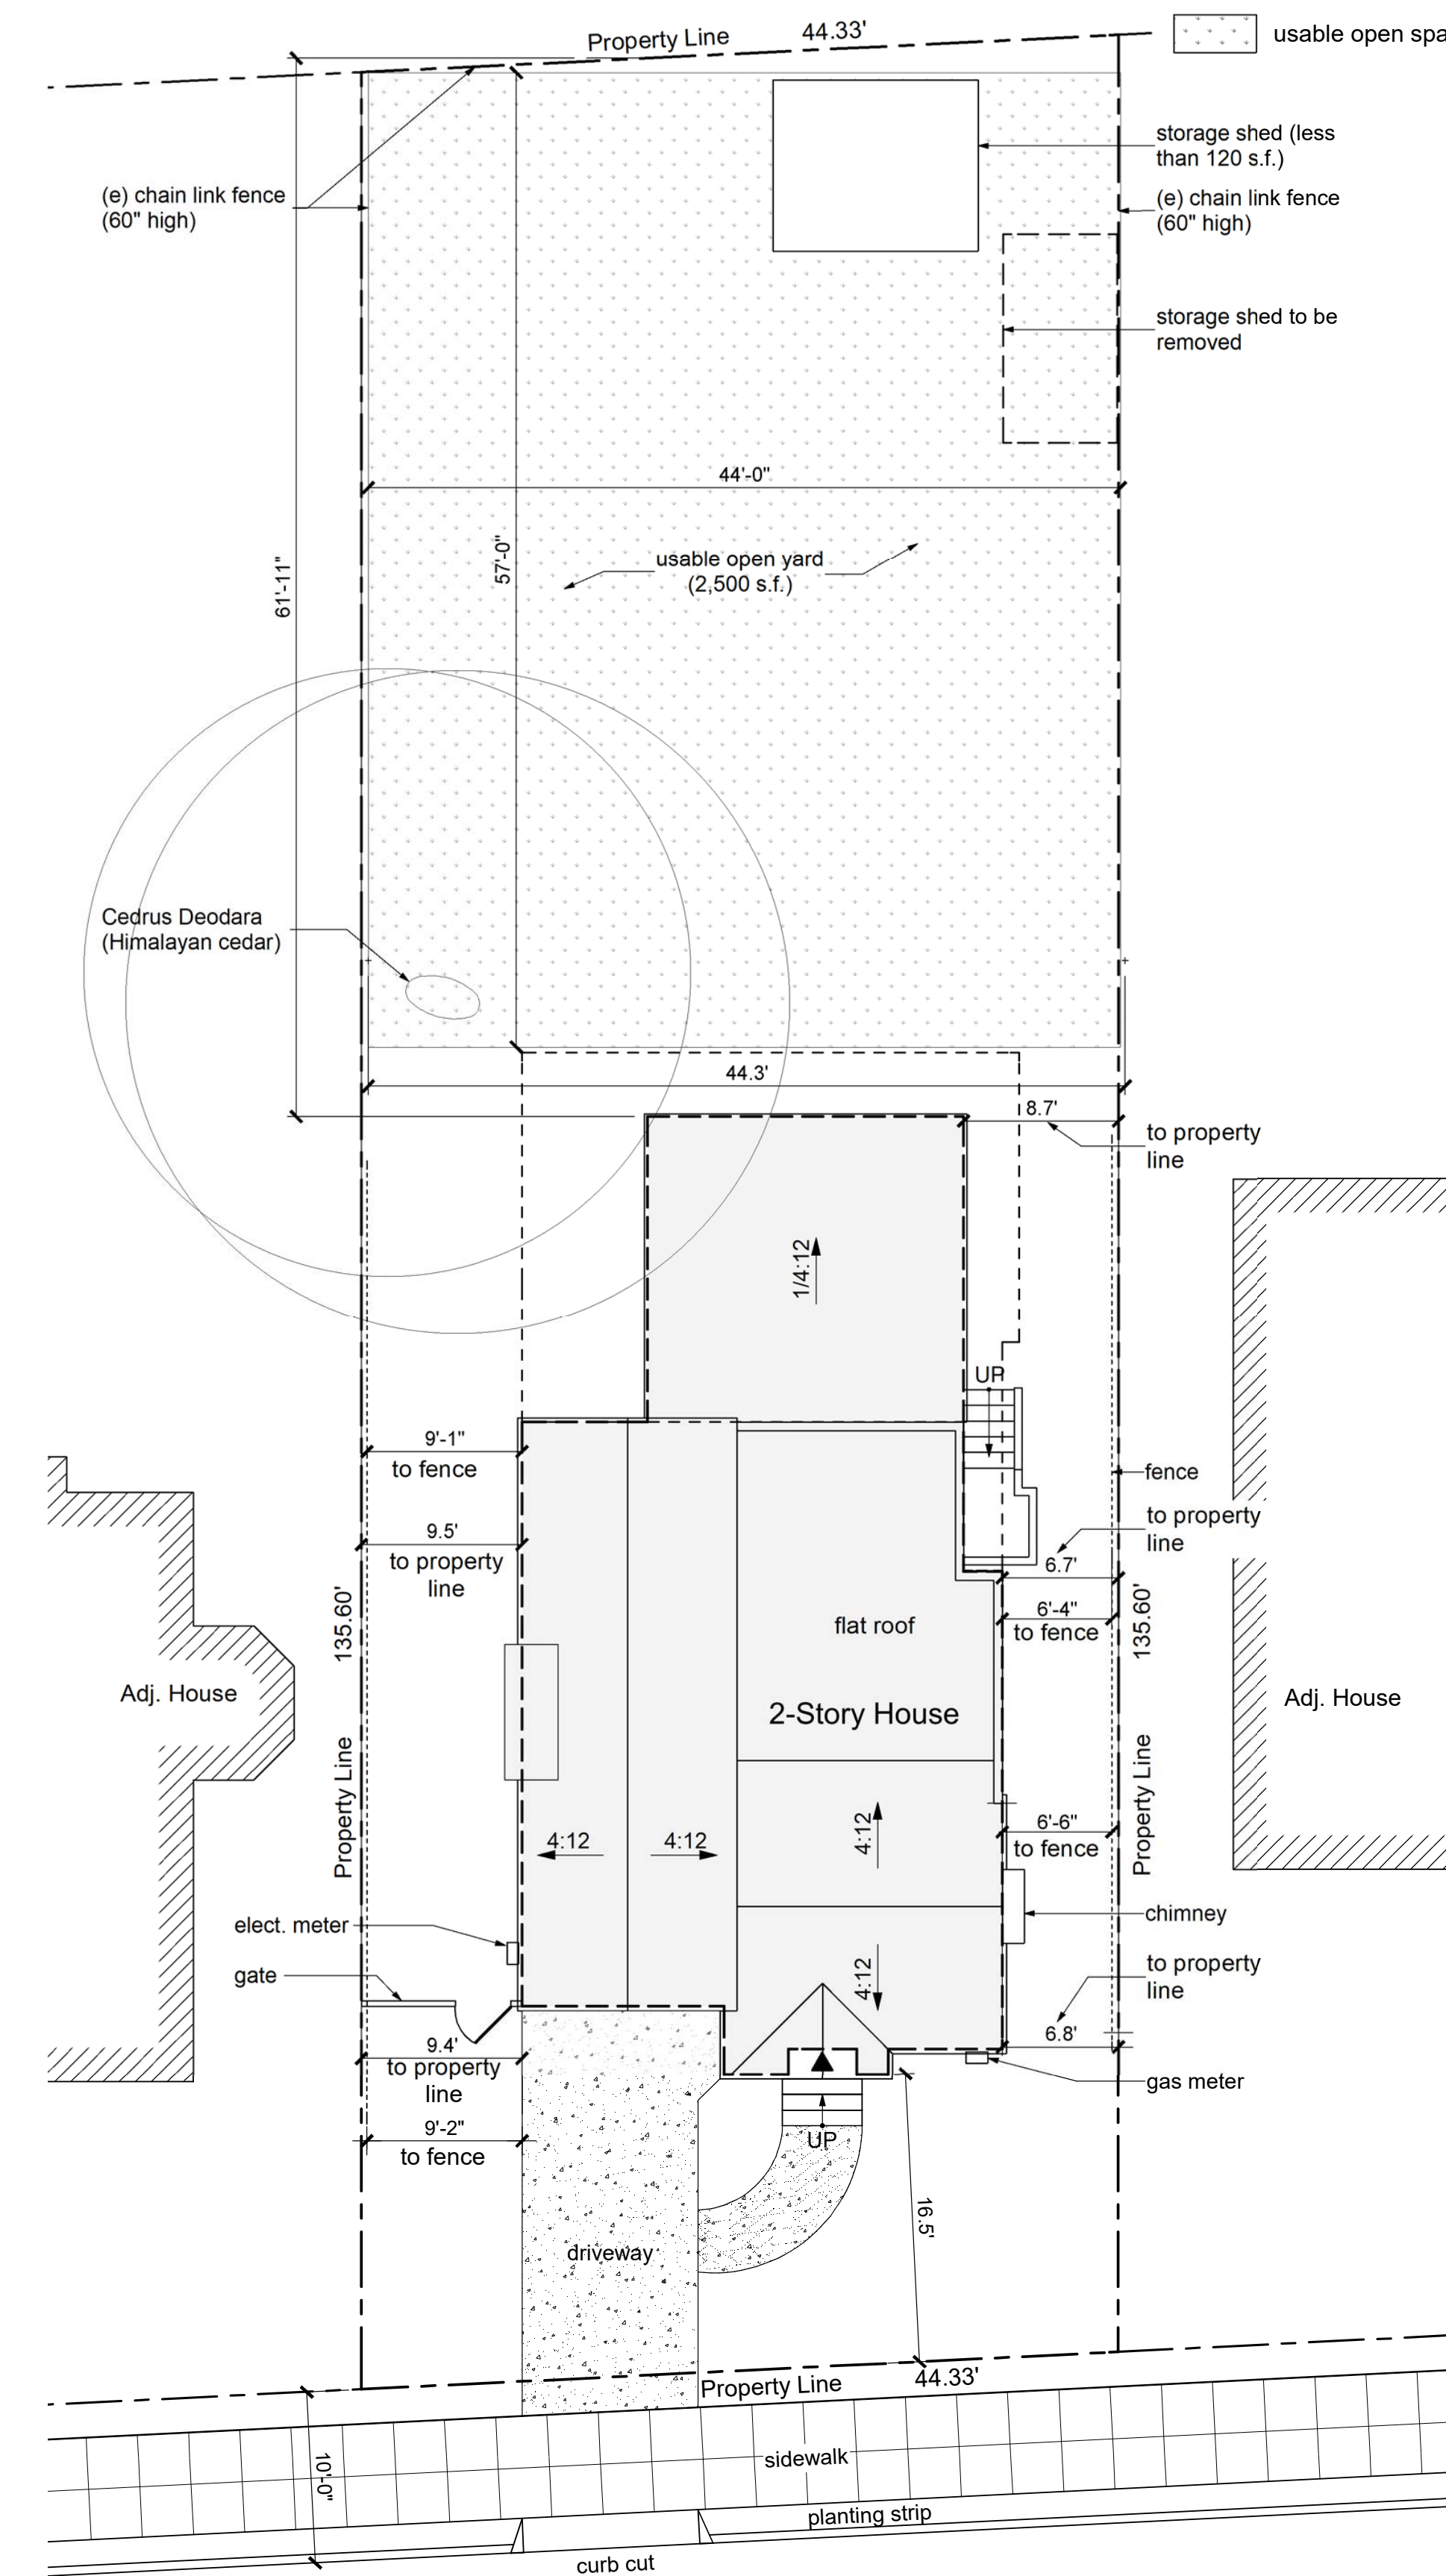 Property Line 44.33'
usable open spa
storage shed (less
than 120 s.f.)
(e) chain link fence
(60" high)
(e) chain link fence
(60" high)
storage shed to be
removed
44'-0"
61'-11"
57'-0"
usable open yard
(2,500 s.f.)
Cedrus Deodara
(Himalayan cedar)
44.3'
8.7'
to property
line
1/4:12
UP
9'-1"
to fence
fence
9.5'
to property
line
to property
line
6.7'
135.60'
135.60'
6'-4"
to fence
flat roof
Adj. House
2-Story House
Adj. House
Property Line
Property Line
4:12
4:12
4:12
6'-6"
to fence
elect. meter
chimney
gate
4:12
to property
line
6.8'
9.4'
to property
line
gas meter
9'-2"
to fence
UP
16.5'
driveway
Property Line 44.33'
10'-0"
sidewalk
planting strip
curb cut